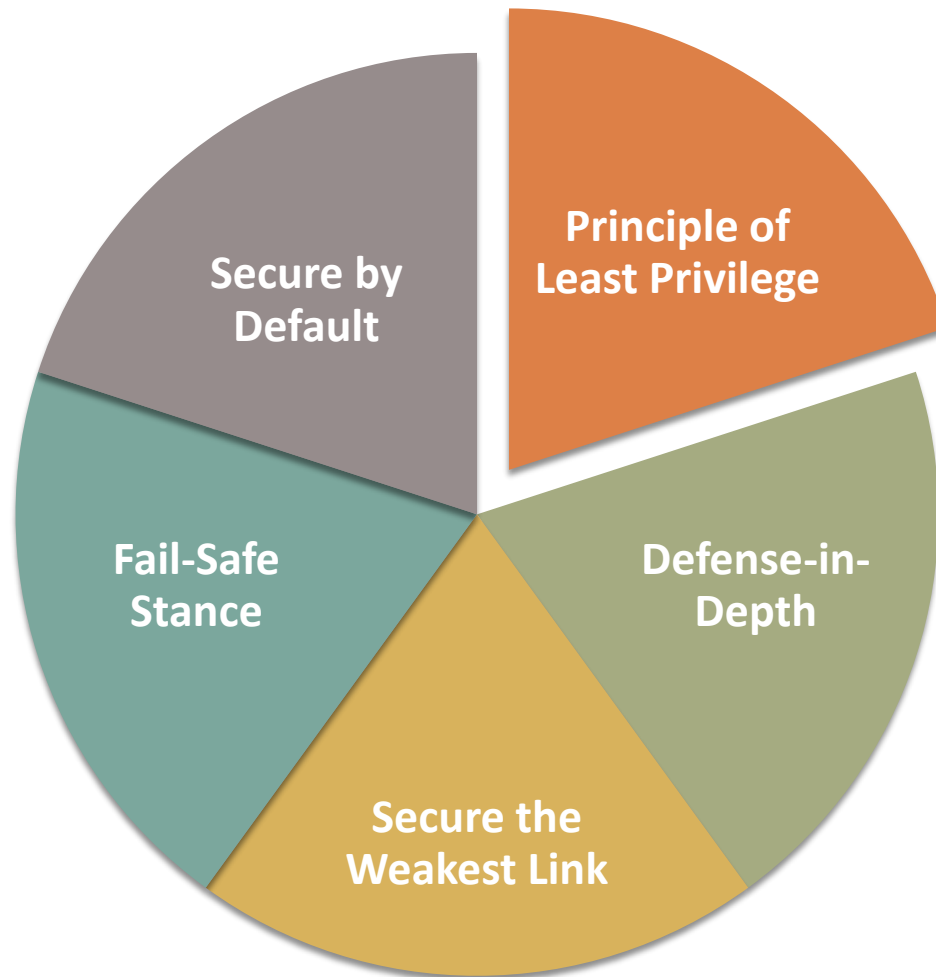 Principle of
Least Privilege
Defense-in-
Depth
Secure the
Weakest Link
Fail-Safe
Stance
Secure by
Default